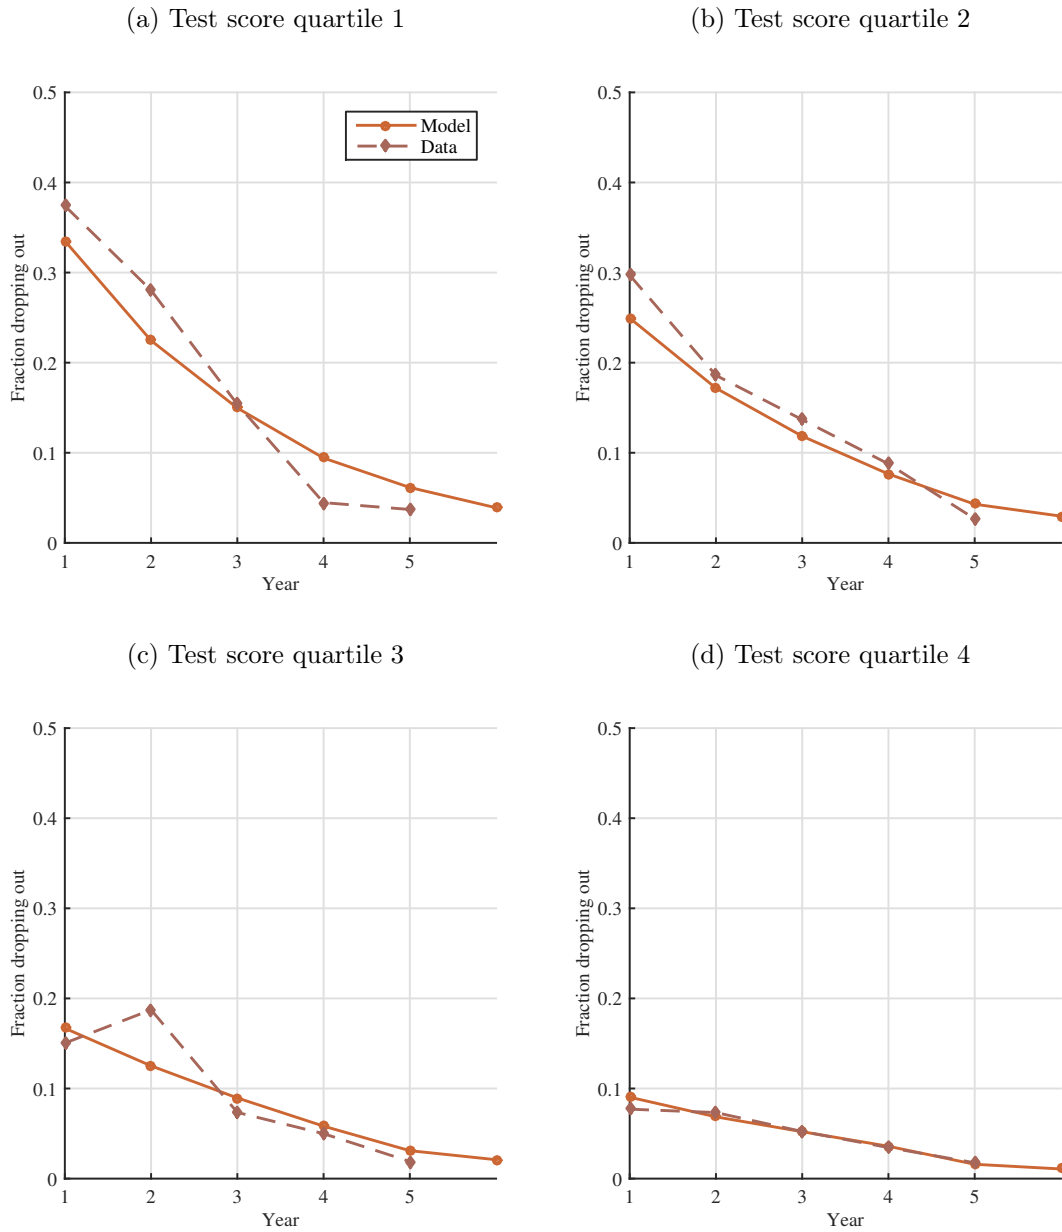 (a) Test score quartile 1
0.5
0.4
0.3
0.2
0.1
0
Fraction dropping out
Model
Data
1 2 3 4 5
Year
(b) Test score quartile 2
0.5
0.4
0.3
0.2
0.1
0
Fraction dropping out
1 2 3 4 5
Year
(c) Test score quartile 3
0.5
0.4
0.3
0.2
0.1
0
Fraction dropping out
1 2 3 4 5
Year
(d) Test score quartile 4
0.5
0.4
0.3
0.2
0.1
0
Fraction dropping out
1 2 3 4 5
Year